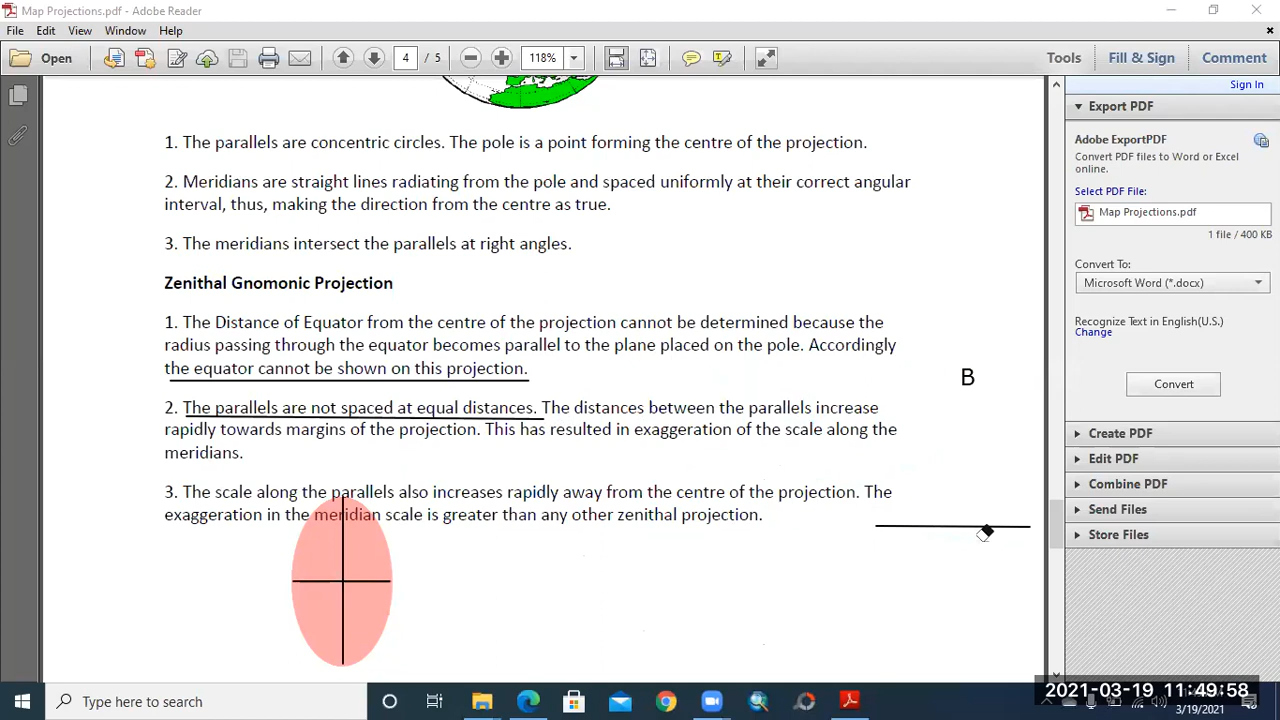 Map Projections.pdf - Adobe Reader
File Edit View Window Help
Open 4 / 5 118% Tools Fill & Sign Comment
Sign In
Export PDF
Adobe ExportPDF
Convert PDF files to Word or Excel
online.
Select PDF File:
Map Projections.pdf
1 file / 400 KB
Convert To:
Microsoft Word (*.docx)
Recognize Text in English(U.S.)
Change
Convert
Create PDF
Edit PDF
Combine PDF
Send Files
Store Files
1. The parallels are concentric circles. The pole is a point forming the centre of the projection.
2. Meridians are straight lines radiating from the pole and spaced uniformly at their correct angular
interval, thus, making the direction from the centre as true.
3. The meridians intersect the parallels at right angles.
Zenithal Gnomonic Projection
1. The Distance of Equator from the centre of the projection cannot be determined because the
radius passing through the equator becomes parallel to the plane placed on the pole. Accordingly
the equator cannot be shown on this projection.
B
2. The parallels are not spaced at equal distances. The distances between the parallels increase
rapidly towards margins of the projection. This has resulted in exaggeration of the scale along the
meridians.
3. The scale along the parallels also increases rapidly away from the centre of the projection. The
exaggeration in the meridian scale is greater than any other zenithal projection.
Type here to search
2021-03-19 11:49:58
3/19/2021